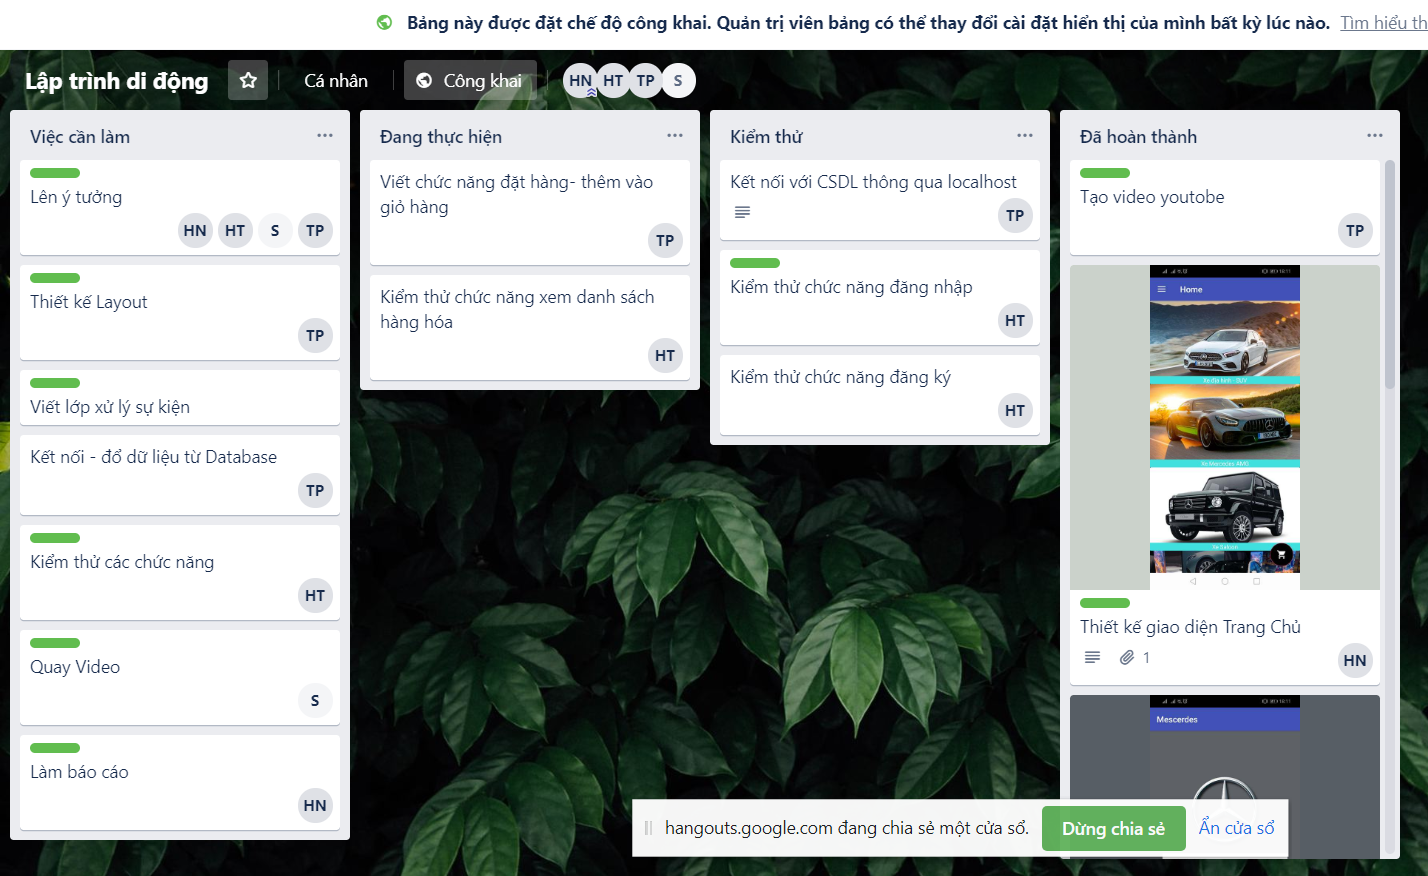 Bảng này được đặt chế độ công khai. Quản trị viên bảng có thể thay đổi cài đặt hiển thị của mình bất kỳ lúc nào. Tìm hiểu th
Lập trình di động
Cá nhân
Công khai
HN HT TP S
Việc cần làm
Lên ý tưởng
HN HT S TP
Thiết kế Layout
TP
Viết lớp xử lý sự kiện
Kết nối - đổ dữ liệu từ Database
TP
Kiểm thử các chức năng
HT
Quay Video
S
Làm báo cáo
HN
Đang thực hiện
Viết chức năng đặt hàng- thêm vào
giỏ hàng
TP
Kiểm thử chức năng xem danh sách
hàng hóa
HT
Kiểm thử
Kết nối với CSDL thông qua localhost
TP
Kiểm thử chức năng đăng nhập
HT
Kiểm thử chức năng đăng ký
HT
Đã hoàn thành
Tạo video youtobe
TP
Home
Thiết kế giao diện Trang Chủ
1
HN
Mescerdes
hangouts.google.com đang chia sẻ một cửa sổ.
Dừng chia sẻ
Ẩn cửa sổ